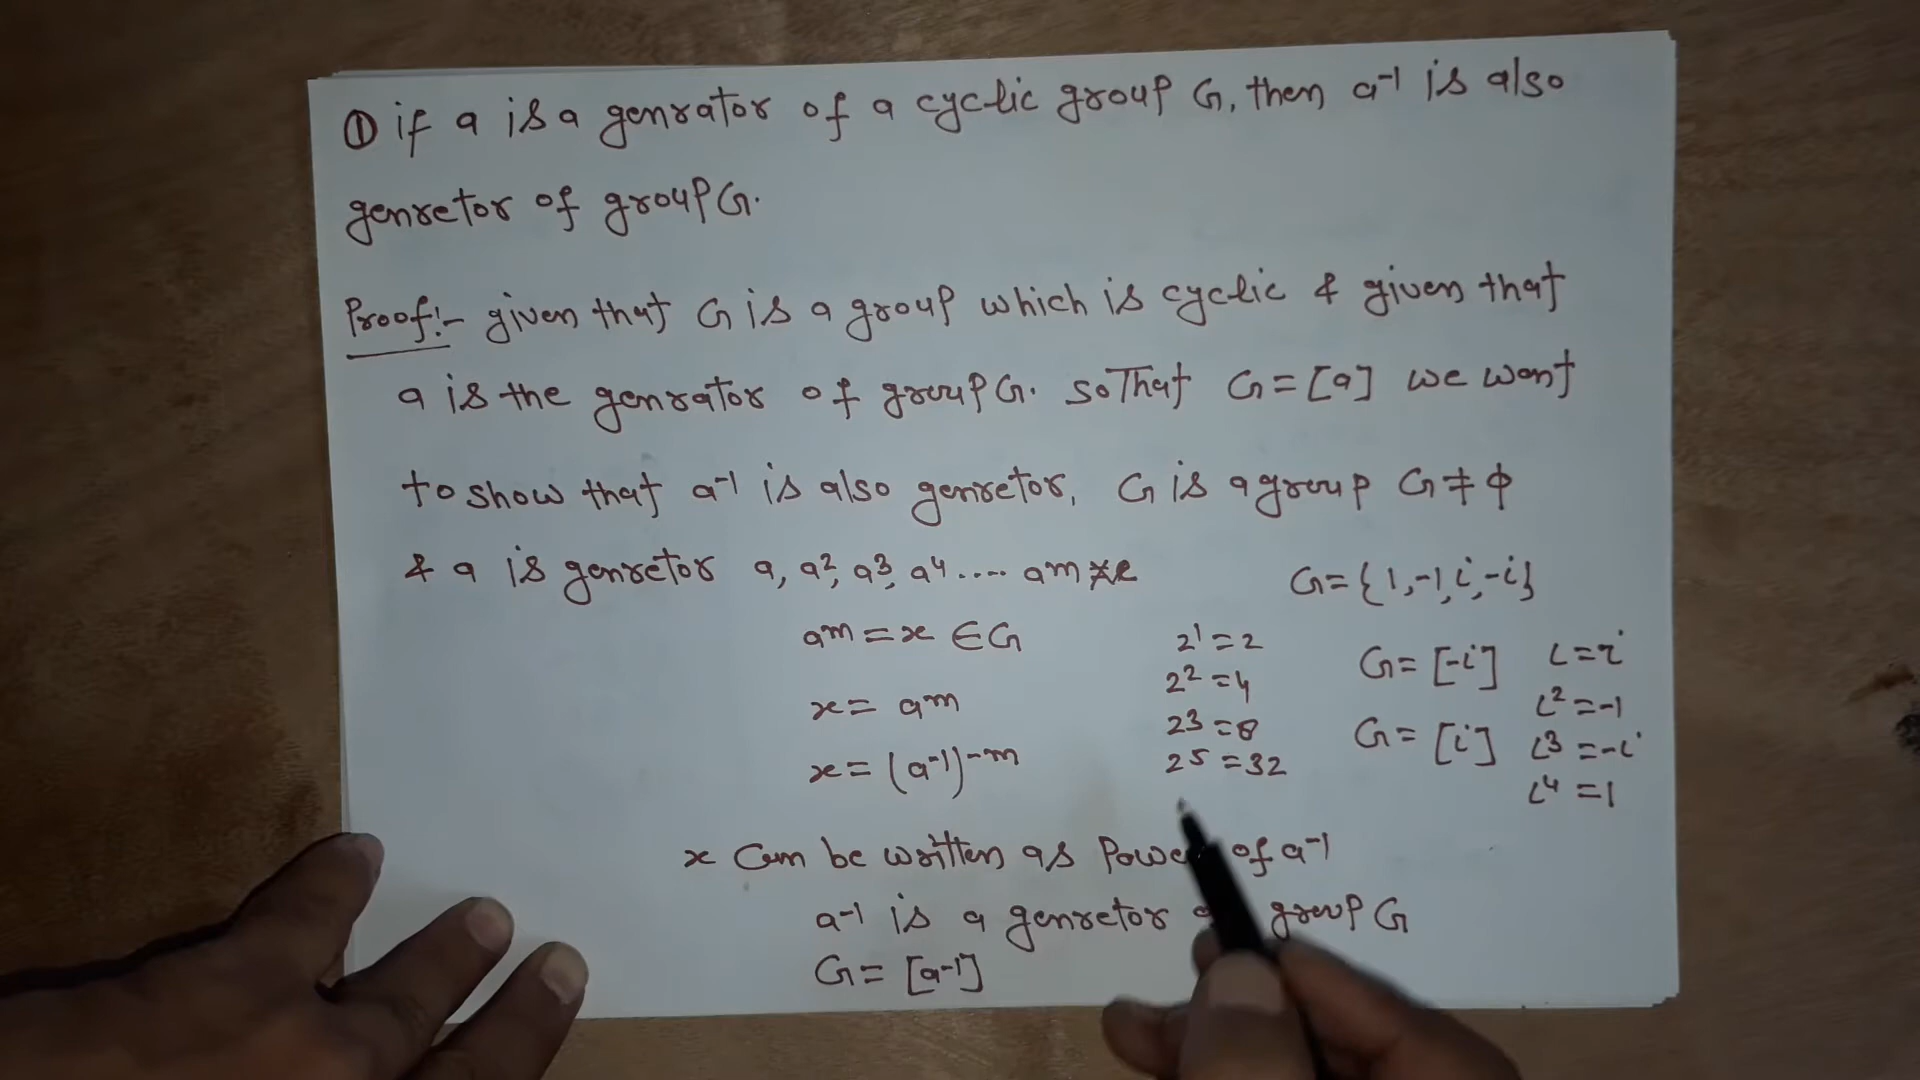 ① if a is a genrator of a cyclic group G, then a-1 is also
genretor of group G.
Proof:- given that G is a group which is cyclic & given that
a is the genrator of group G. so That G = [a] we want
to show that a-1 is also genretor, G is a group G ≠ φ
& a is genretor a, a2, a3, a4 .... am
G = {1, -1, i, -i}
am = x ∈ G
x = am
x = (a-1)-m
2¹ = 2
2² = 4
23 = 8
25 = 32
G = [-i]
G = [i]
i = i
i2 = -1
i3 = -i
i4 = 1
x Can be written as Power of a-1
a-1 is a genretor group G
G = [a-1]